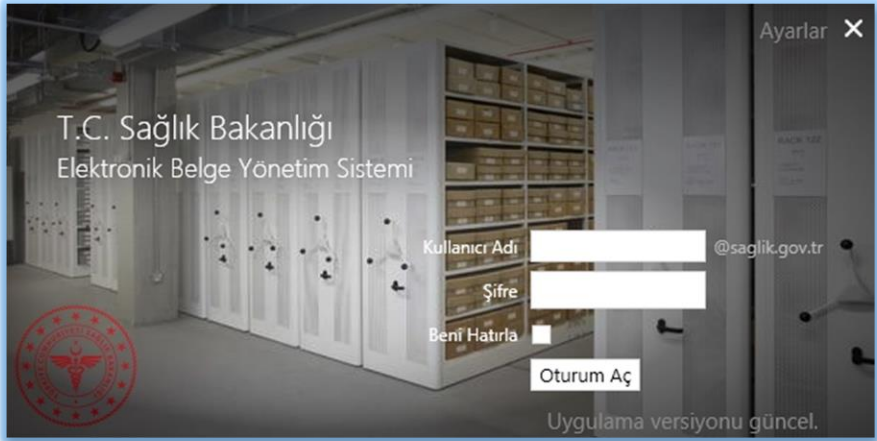 Ayarlar
T.C. Sağlık Bakanlığı
Elektronik Belge Yönetim Sistemi
Kullanıcı Adı @saglik.gov.tr
Şifre
Beni Hatırla
Oturum Aç
Uygulama versiyonu güncel.